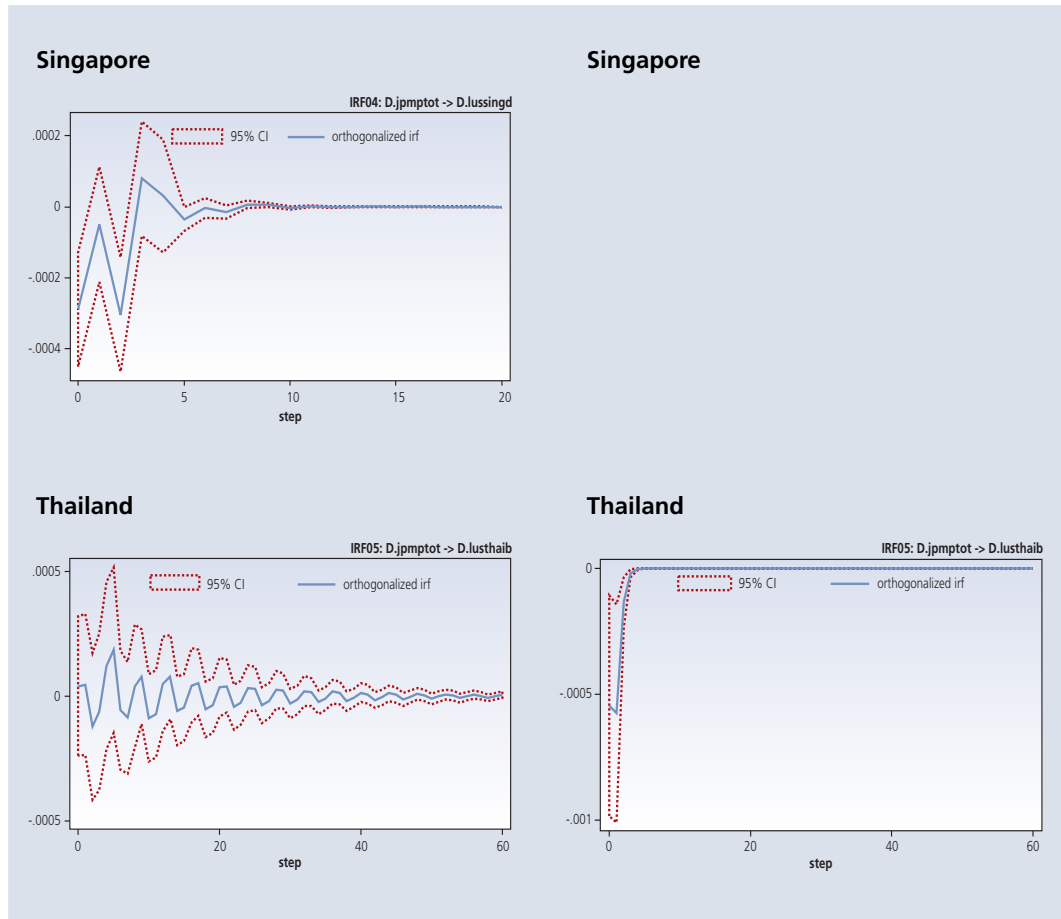 Singapore
Singapore
IRF04: D.jpmptot -> D.lussingd
95% CI
orthogonalized irf
.0002
0
-.0002
-.0004
0 5 10 15 20
step
Thailand
Thailand
IRF05: D.jpmptot -> D.lusthaib
95% CI
orthogonalized irf
.0005
0
-.0005
0 20 40 60
step
IRF05: D.jpmptot -> D.lusthaib
95% CI
orthogonalized irf
0
-.0005
-.001
0 20 40 60
step